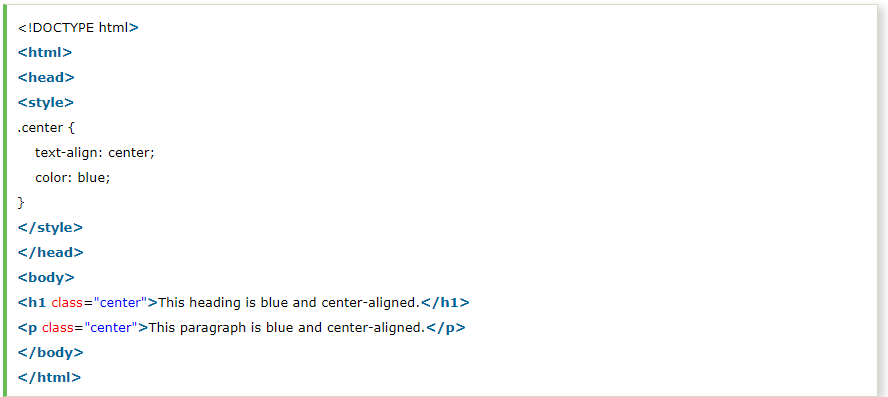 <!DOCTYPE html>
<html>
<head>
<style>
.center {
    text-align: center;
    color: blue;
}
</style>
</head>
<body>
<h1 class="center">This heading is blue and center-aligned.</h1>
<p class="center">This paragraph is blue and center-aligned.</p>
</body>
</html>